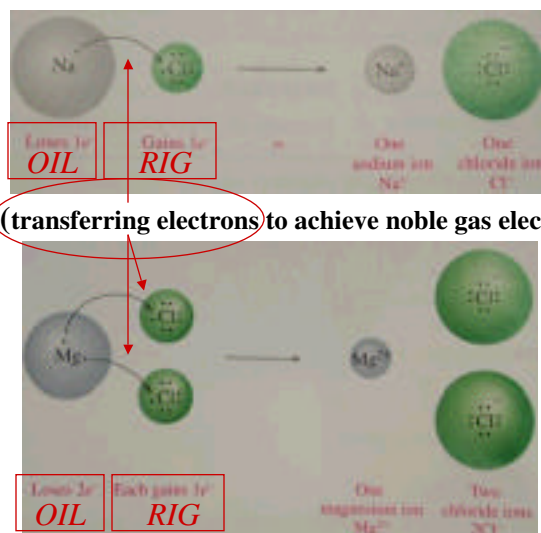 Na Cl Na⁺ Cl⁻
Loses 1e⁻ Gains 1e⁻ = One One
OIL RIG sodium ion chloride ion
Na⁺ Cl⁻
(transferring electrons) to achieve noble gas elec
Cl Cl
Mg Mg²⁺
Cl Cl
Loses 2e⁻ Each gains 1e⁻ One Two
OIL RIG magnesium ion chloride ions
Mg²⁺ 2Cl⁻